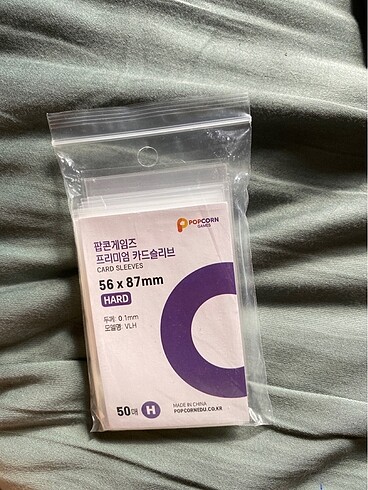 POPCORN
GAMES
팝콘게임즈
프리미엄 카드슬리브
CARD SLEEVES
56 x 87mm
HARD
두께: 0.1mm
모델명: VLH
50매 H
MADE IN CHINA
POPCORNEDU.CO.KR